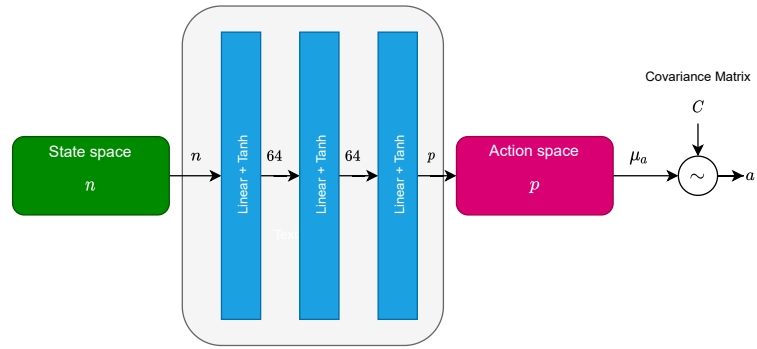 Covariance Matrix
C
State space
n
n
Linear + Tanh
64
Linear + Tanh
64
Linear + Tanh
p
Action space
p
μₐ
~
a